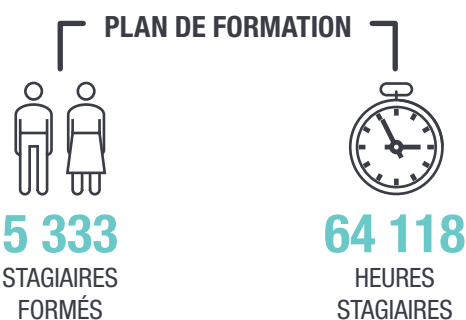 PLAN DE FORMATION
5 333
STAGIAIRES
FORMÉS
64 118
HEURES
STAGIAIRES